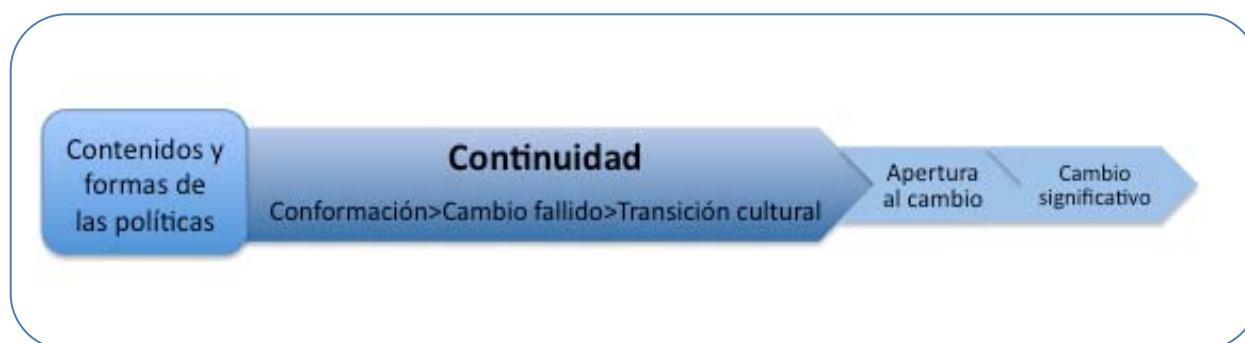 Contenidos y
formas de
las políticas
Continuidad
Conformación>Cambio fallido>Transición cultural
Apertura
al cambio
Cambio
significativo